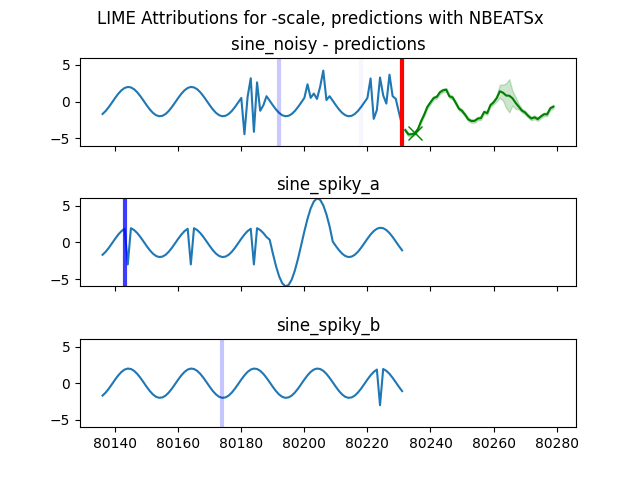 LIME Attributions for -scale, predictions with NBEATSx
sine_noisy - predictions
5
0
−5
sine_spiky_a
5
0
−5
sine_spiky_b
5
0
−5
80140 80160 80180 80200 80220 80240 80260 80280